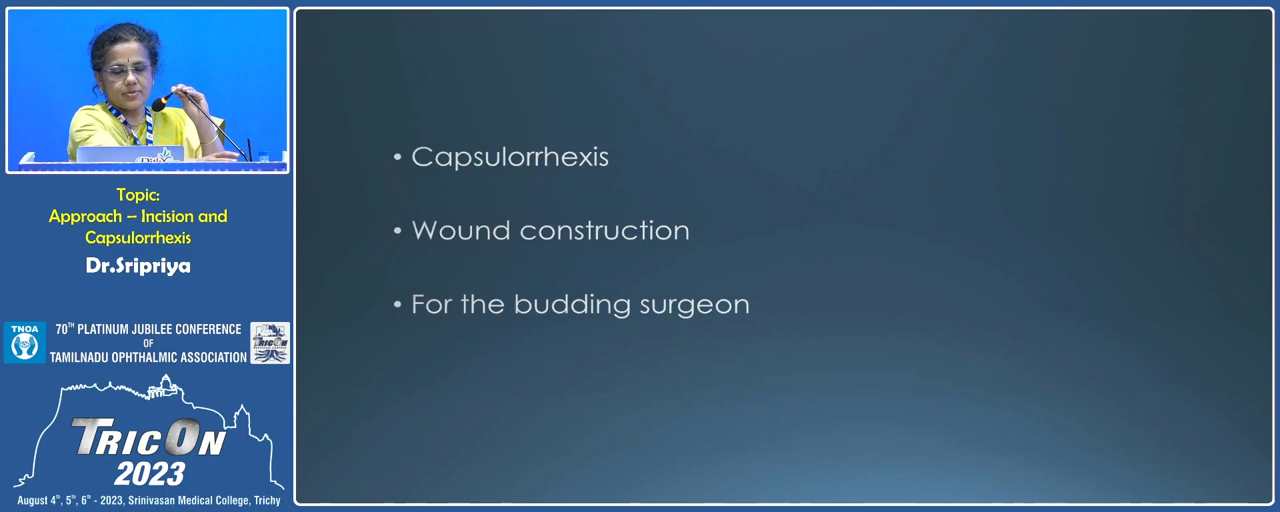 Topic:
Approach – Incision and
Capsulorrhexis
Dr.Sripriya
TNOA
70TH PLATINUM JUBILEE CONFERENCE
OF
TAMILNADU OPHTHALMIC ASSOCIATION
TRICON
TRICON
2023
August 4th, 5th, 6th - 2023, Srinivasan Medical College, Trichy
• Capsulorrhexis
• Wound construction
• For the budding surgeon